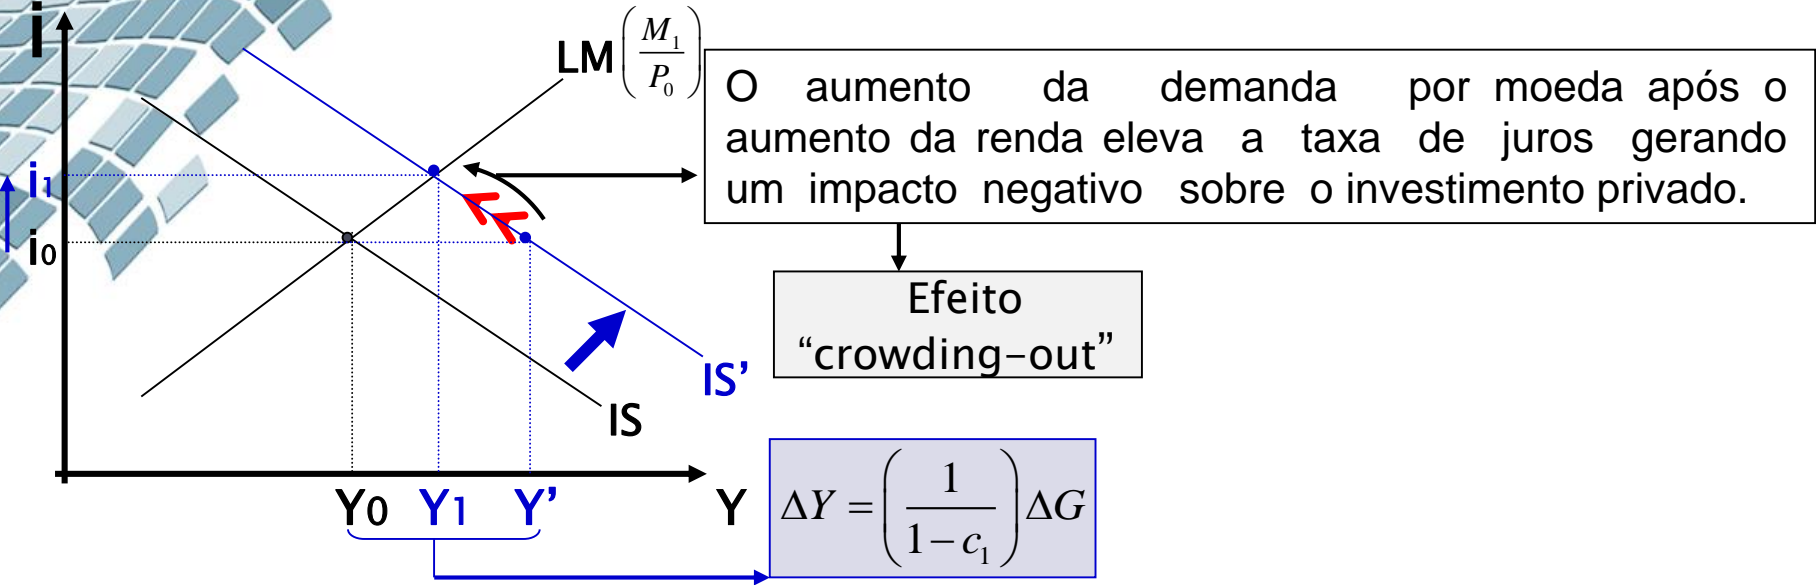 i
LM(M₁/P₀)
O aumento da demanda por moeda após o
aumento da renda eleva a taxa de juros gerando
um impacto negativo sobre o investimento privado.
i₁
i₀
Efeito
“crowding-out”
IS’
IS
Y₀ Y₁ Y’ Y
ΔY = (1/(1−c₁)) ΔG